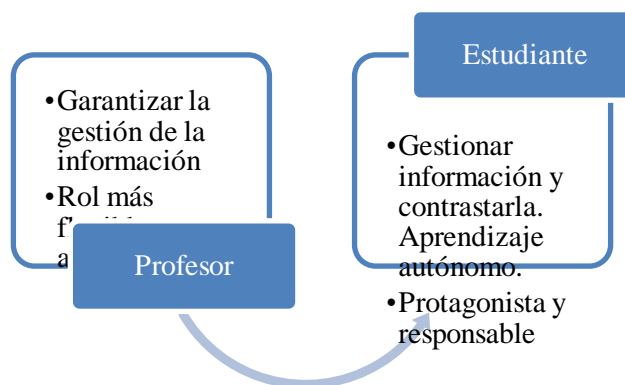 •Garantizar la
gestión de la
información
•Rol más
Profesor
Estudiante
•Gestionar
información y
contrastarla.
Aprendizaje
autónomo.
•Protagonista y
responsable